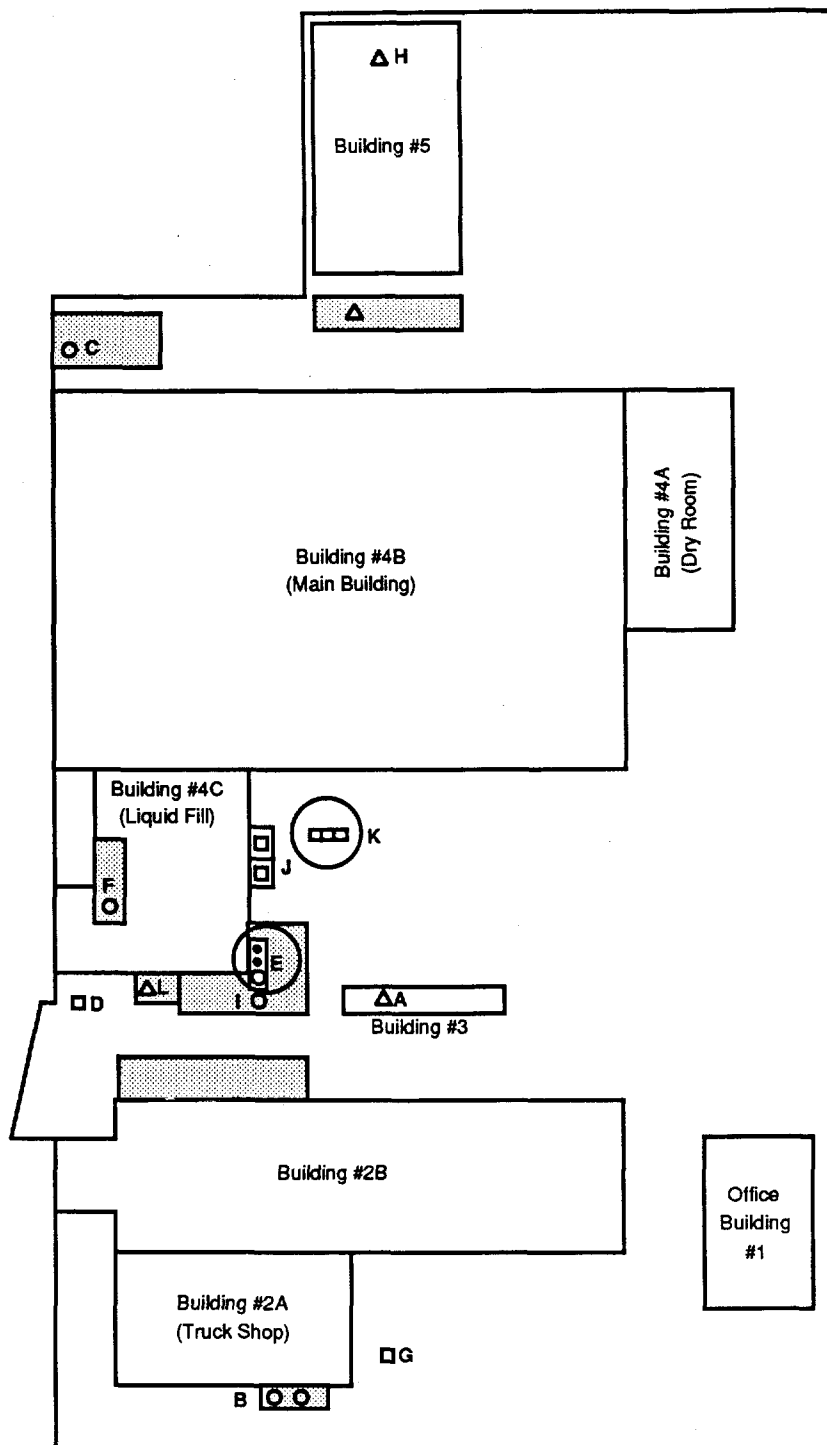 H
Building #5
C
Building #4A
(Dry Room)
Building #4B
(Main Building)
Building #4C
(Liquid Fill)
K
J
F
E
L
D
I
A
Building #3
Building #2B
Office
Building
#1
Building #2A
(Truck Shop)
G
B